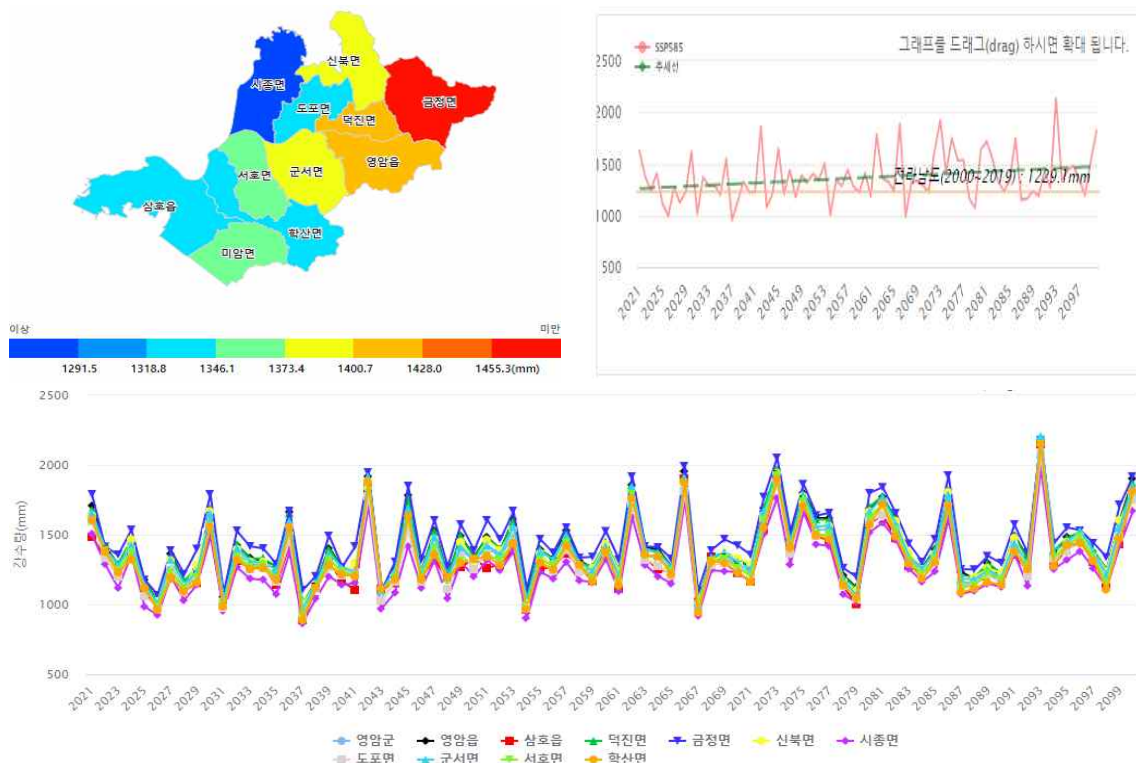 신북면
시종면
금정면
도포면
덕진면
영암읍
서호면
군서면
삼호읍
학산면
미암면
이상
미만
1291.5 1318.8 1346.1 1373.4 1400.7 1428.0 1455.3(mm)
SSP585
추세선
그래프를 드래그(drag) 하시면 확대 됩니다.
2500
2000
1500
전라남도(2000~2019) : 1229.1mm
1000
500
2021 2025 2029 2033 2037 2041 2045 2049 2053 2057 2061 2065 2069 2073 2077 2081 2085 2089 2093 2097
강수량(mm)
2500
2000
1500
1000
500
2021 2023 2025 2027 2029 2031 2033 2035 2037 2039 2041 2043 2045 2047 2049 2051 2053 2055 2057 2059 2061 2063 2065 2067 2069 2071 2073 2075 2077 2079 2081 2083 2085 2087 2089 2091 2093 2095 2097 2099
영암군 영암읍 삼호읍 덕진면 금정면 신북면 시종면
도포면 군서면 서호면 학산면